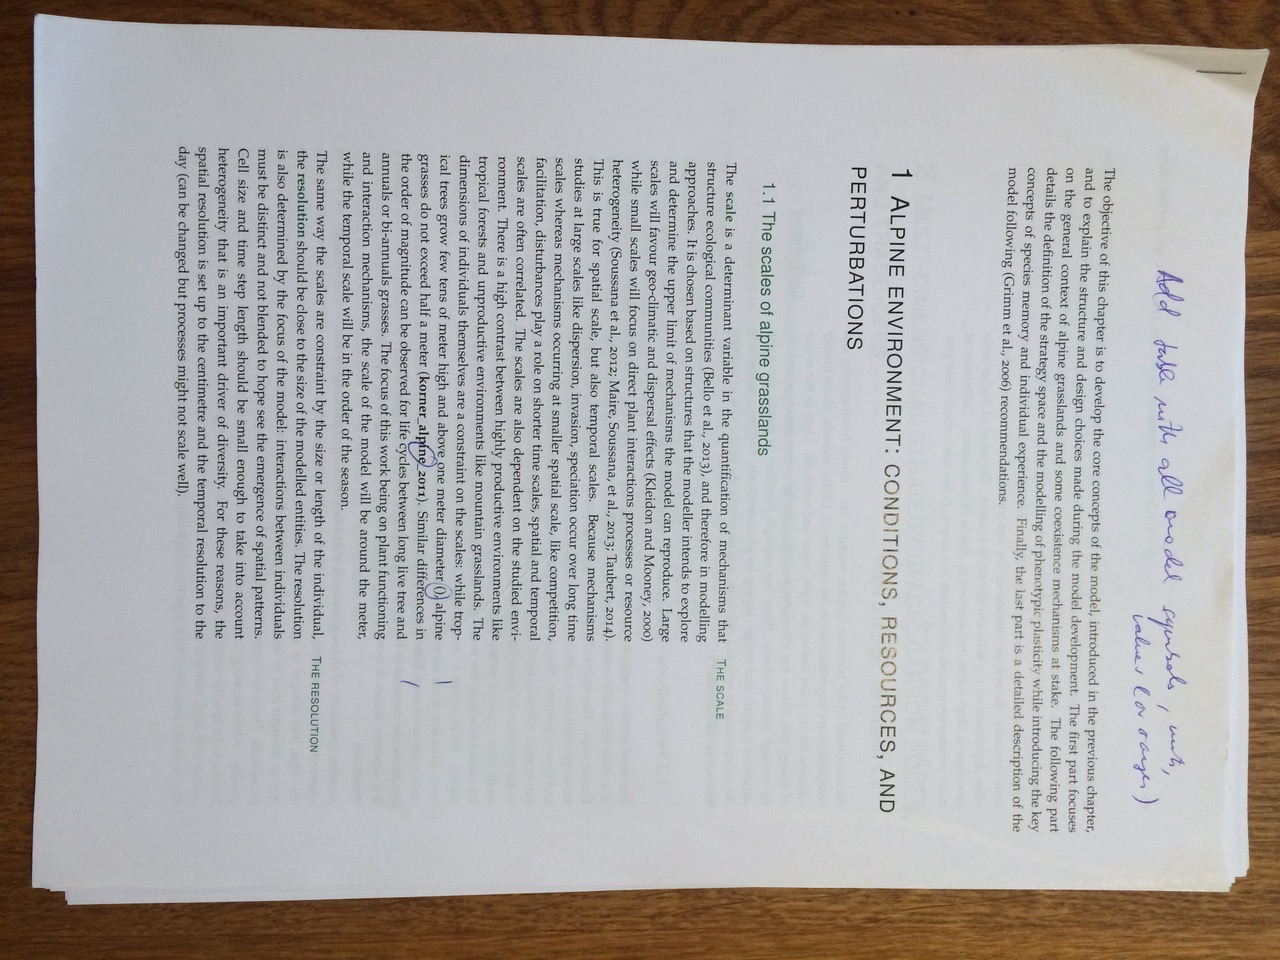 Add table with all model symbols, units,
values (or ranges)
The objective of this chapter is to develop the core concepts of the model, introduced in the previous chapter,
and to explain the structure and design choices made during the model development. The first part focuses
on the general context of alpine grasslands and some coexistence mechanisms at stake. The following part
details the definition of the strategy space and the modelling of phenotypic plasticity while introducing the key
concepts of species memory and individual experience. Finally, the last part is a detailed description of the
model following (Grimm et al., 2006) recommendations.
1 ALPINE ENVIRONMENT: CONDITIONS, RESOURCES, AND
PERTURBATIONS
1.1 The scales of alpine grasslands
The scale is a determinant variable in the quantification of mechanisms that THE SCALE
structure ecological communities (Bello et al., 2013), and therefore in modelling
approaches. It is chosen based on structures that the modeller intends to explore
and determine the upper limit of mechanisms the model can reproduce. Large
scales will favour geo-climatic and dispersal effects (Kleidon and Mooney, 2000)
while small scales will focus on direct plant interactions processes or resource
heterogeneity (Soussana et al., 2012; Maire, Soussana, et al., 2013; Taubert, 2014).
This is true for spatial scale, but also temporal scales. Because mechanisms
studies at large scales like dispersion, invasion, speciation occur over long time
scales whereas mechanisms occurring at smaller spatial scale, like competition,
facilitation, disturbances play a role on shorter time scales, spatial and temporal
scales are often correlated. The scales are also dependent on the studied envi-
ronment. There is a high contrast between highly productive environments like
tropical forests and unproductive environments like mountain grasslands. The
dimensions of individuals themselves are a constraint on the scales: while trop-
ical trees grow few tens of meter high and above one meter diameter (), alpine
grasses do not exceed half a meter (korner_alpine_2011). Similar differences in
the order of magnitude can be observed for life cycles between long live tree and
annuals or bi-annuals grasses. The focus of this work being on plant functioning
and interaction mechanisms, the scale of the model will be around the meter,
while the temporal scale will be in the order of the season.
The same way the scales are constraint by the size or length of the individual, THE RESOLUTION
the resolution should be close to the size of the modelled entities. The resolution
is also determined by the focus of the model: interactions between individuals
must be distinct and not blended to hope see the emergence of spatial patterns.
Cell size and time step length should be small enough to take into account
heterogeneity that is an important driver of diversity. For these reasons, the
spatial resolution is set up to the centimetre and the temporal resolution to the
day (can be changed but processes might not scale well).